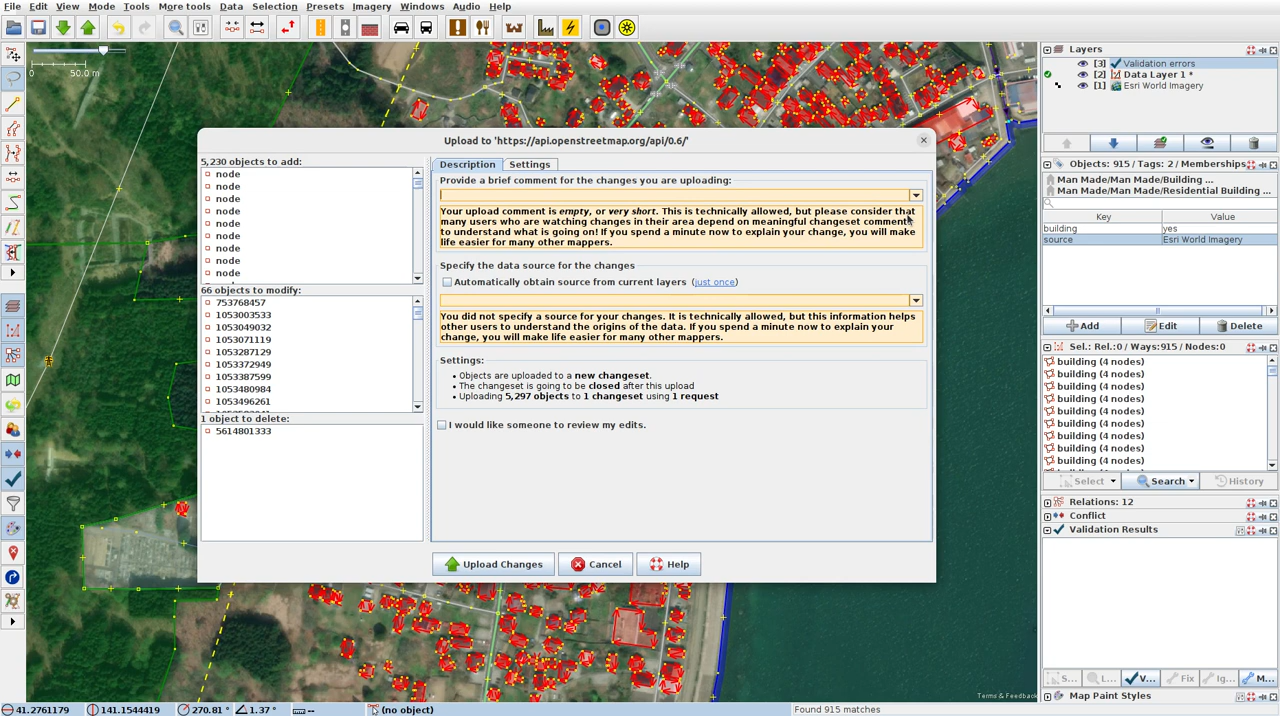 File Edit View Mode Tools More tools Data Selection Presets Imagery Windows Audio Help
0 50.0 m
Upload to 'https://api.openstreetmap.org/api/0.6/'
5,230 objects to add:
node
node
node
node
node
node
node
node
node
66 objects to modify:
753768457
1053003533
1053049032
1053071119
1053287129
1053372949
1053387599
1053480984
1053496261
1 object to delete:
5614801333
Description Settings
Provide a brief comment for the changes you are uploading:
Your upload comment is empty, or very short. This is technically allowed, but please consider that
many users who are watching changes in their area depend on meaningful changeset comments
to understand what is going on! If you spend a minute now to explain your change, you will make
life easier for many other mappers.
Specify the data source for the changes
Automatically obtain source from current layers (just once)
You did not specify a source for your changes. It is technically allowed, but this information helps
other users to understand the origins of the data. If you spend a minute now to explain your
change, you will make life easier for many other mappers.
Settings:
• Objects are uploaded to a new changeset.
• The changeset is going to be closed after this upload
• Uploading 5,297 objects to 1 changeset using 1 request
I would like someone to review my edits.
Upload Changes Cancel Help
Layers
[3] Validation errors
[2] Data Layer 1 *
[1] Esri World Imagery
Objects: 915 / Tags: 2 / Memberships
Man Made/Man Made/Building ...
Man Made/Man Made/Residential Building ...
Key Value
building yes
source Esri World Imagery
Add Edit Delete
Sel.: Rel.:0 / Ways:915 / Nodes:0
building (4 nodes)
building (4 nodes)
building (4 nodes)
building (4 nodes)
building (4 nodes)
building (4 nodes)
building (4 nodes)
building (4 nodes)
building (4 nodes)
Select Search History
Relations: 12
Conflict
Validation Results
S... L... V... Fix Ig... M...
Map Paint Styles
Terms & Feedback
41.2761179 141.1544419 270.81 ° 1.37 ° -- (no object) Found 915 matches